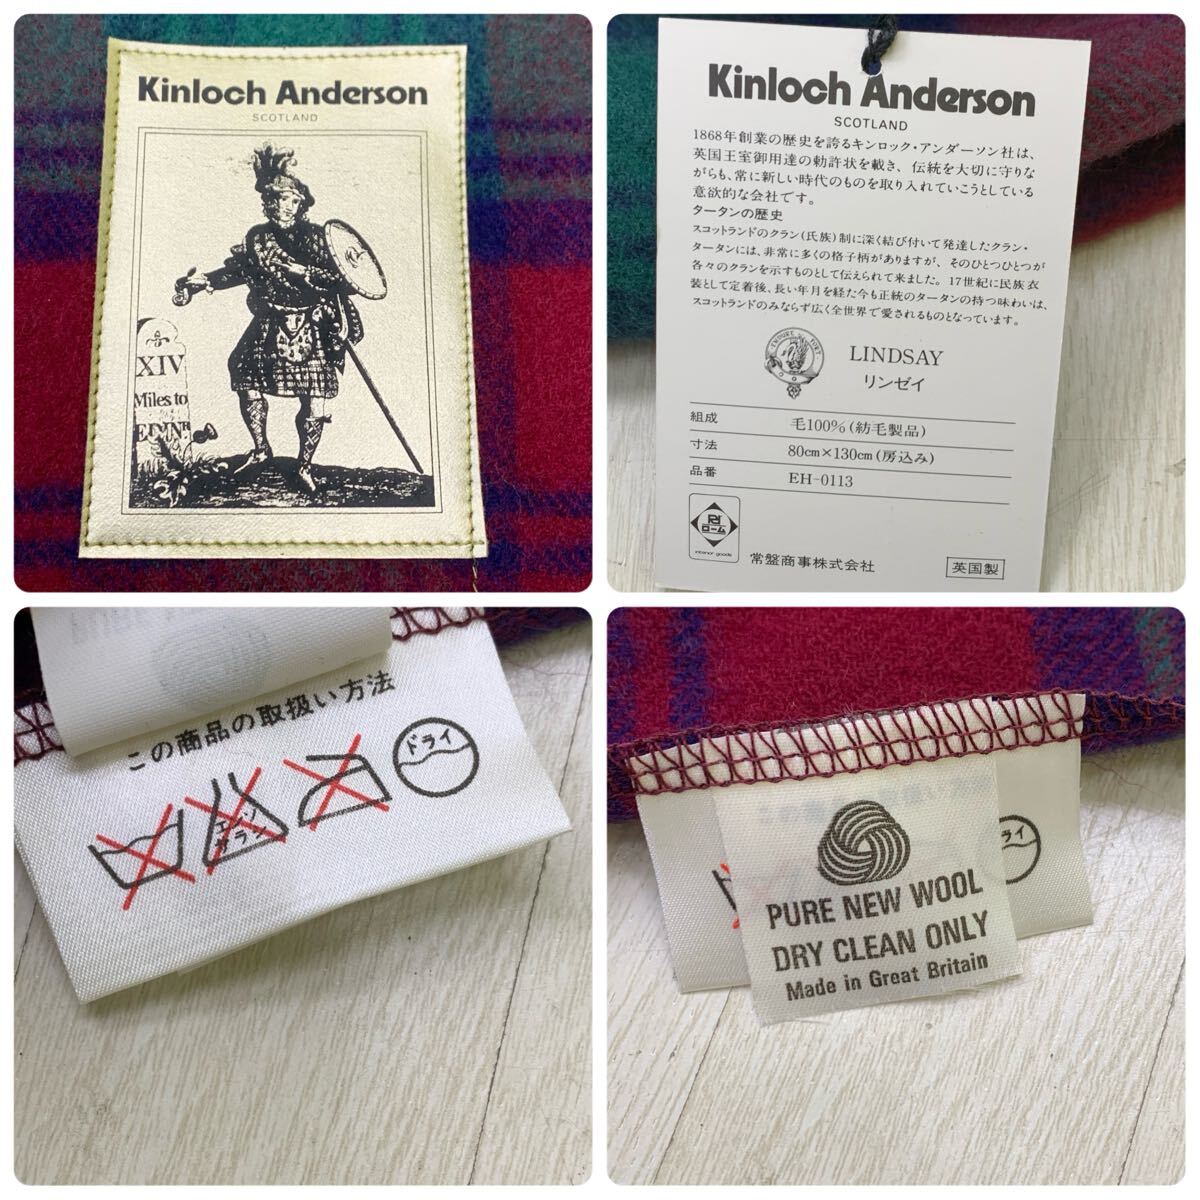 Kinloch Anderson
SCOTLAND
XIV
Miles to
EDINR
Kinloch Anderson
SCOTLAND
1868年創業の歴史を誇るキンロック・アンダーソン社は、
英国王室御用達の勅許状を戴き、伝統を大切に守りな
がらも、常に新しい時代のものを取り入れていこうとしている
意欲的な会社です。
タータンの歴史
スコットランドのクラン(氏族)制に深く結び付いて発達したクラン・
タータンには、非常に多くの格子柄がありますが、そのひとつひとつが
各々のクランを示すものとして伝えられて来ました。17世紀に民族衣
装として定着後、長い年月を経た今も正統のタータンの持つ味わいは、
スコットランドのみならず広く全世界で愛されるものとなっています。
LINDSAY
リンゼイ
組成 毛100%(紡毛製品)
寸法 80cm×130cm(房込み)
品番 EH-0113
ローム
interior goods
常盤商事株式会社
英国製
この商品の取扱い方法
エンソ
サラシ
ドライ
PURE NEW WOOL
DRY CLEAN ONLY
Made in Great Britain
ライ